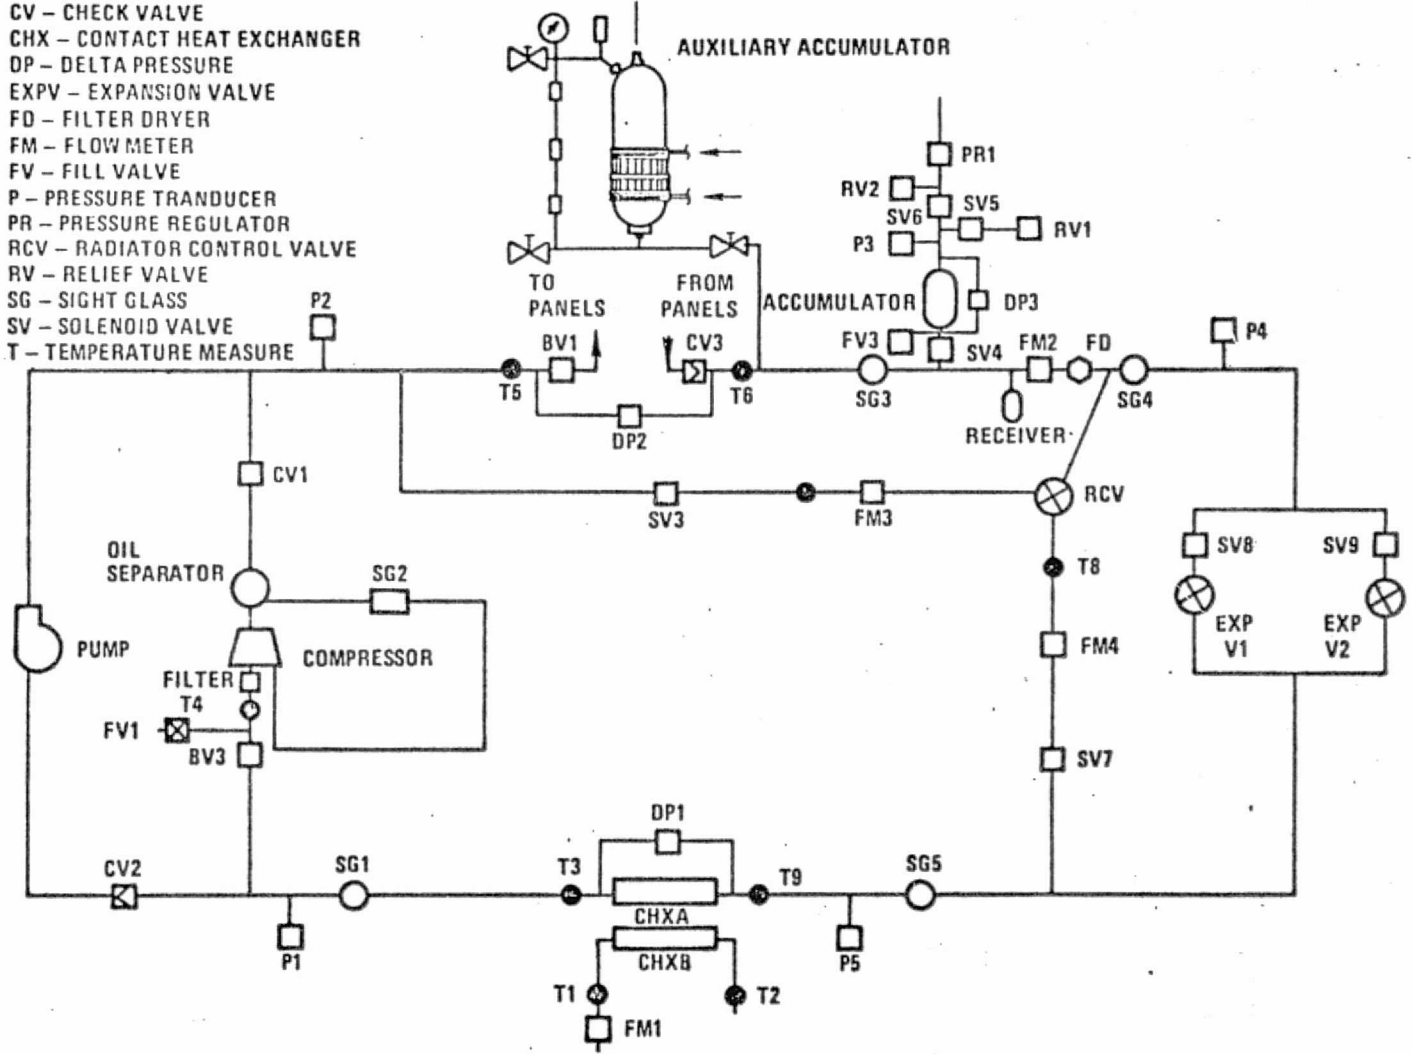 CV – CHECK VALVE
CHX – CONTACT HEAT EXCHANGER
DP – DELTA PRESSURE
EXPV – EXPANSION VALVE
FD – FILTER DRYER
FM – FLOW METER
FV – FILL VALVE
P – PRESSURE TRANDUCER
PR – PRESSURE REGULATOR
RCV – RADIATOR CONTROL VALVE
RV – RELIEF VALVE
SG – SIGHT GLASS
SV – SOLENOID VALVE
T – TEMPERATURE MEASURE
AUXILIARY ACCUMULATOR
PR1
RV2
SV6
SV5
RV1
P3
TO
PANELS
FROM
PANELS
ACCUMULATOR
DP3
P2
BV1
CV3
FV3
SV4
FM2
FD
P4
T5
T6
SG3
SG4
DP2
RECEIVER
CV1
SV3
FM3
RCV
OIL
SEPARATOR
SG2
T8
SV8
SV9
PUMP
COMPRESSOR
FM4
EXP
V1
EXP
V2
FILTER
T4
FV1
BV3
SV7
DP1
CV2
SG1
T3
T9
SG5
CHXA
P1
CHXB
P5
T1
T2
FM1